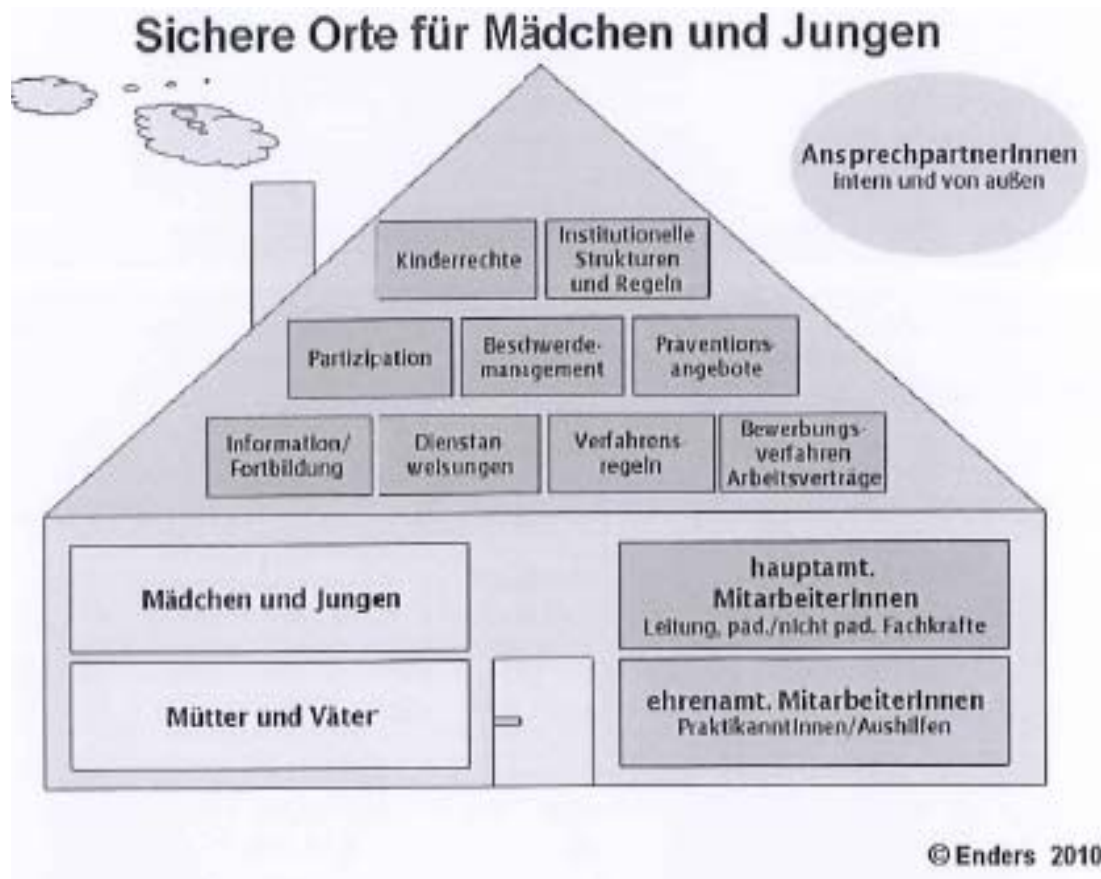 Sichere Orte für Mädchen und Jungen
AnsprechpartnerInnen
intern und von außen
Kinderrechte
Institutionelle
Strukturen
und Regeln
Partizipation
Beschwerde-
management
Präventions-
angebote
Information/
Fortbildung
Dienstan
weisungen
Verfahrens
regeln
Bewerbungs-
verfahren
Arbeitsverträge
Mädchen und Jungen
hauptamt.
MitarbeiterInnen
Leitung, pad./nicht pad. Fachkrafte
Mütter und Väter
ehrenamt. MitarbeiterInnen
PraktikanntInnen/Aushilfen
© Enders 2010